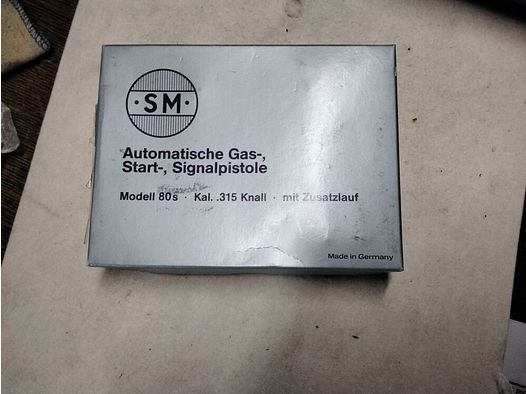 ·SM·
Automatische Gas-,
Start-, Signalpistole
Modell 80s · Kal. .315 Knall · mit Zusatzlauf
Made in Germany